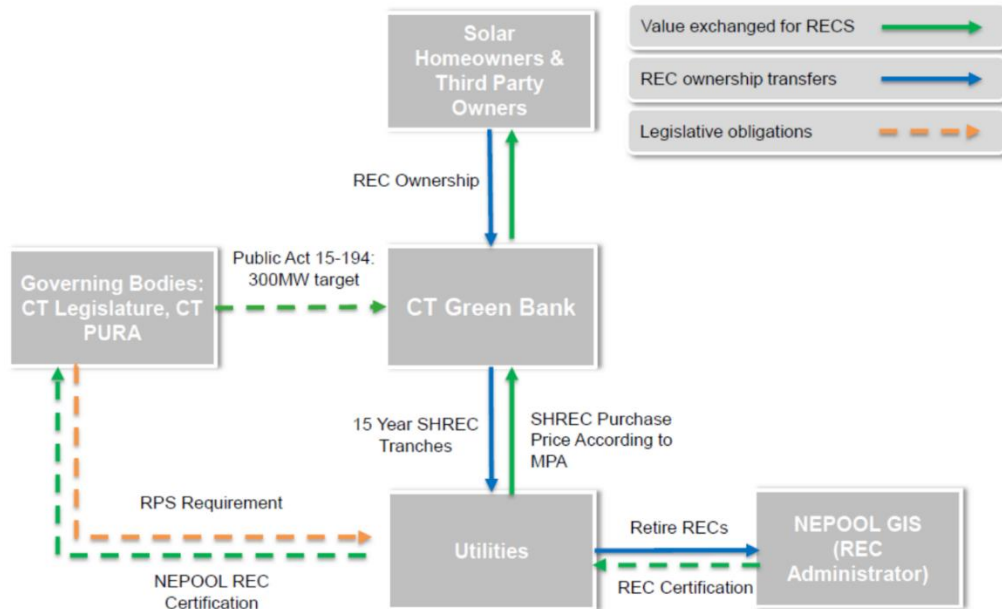 Solar
Homeowners &
Third Party
Owners
Value exchanged for RECS
REC ownership transfers
Legislative obligations
REC Ownership
Public Act 15-194:
300MW target
Governing Bodies:
CT Legislature, CT
PURA
CT Green Bank
15 Year SHREC
Tranches
SHREC Purchase
Price According to
MPA
RPS Requirement
NEPOOL REC
Certification
Utilities
Retire RECs
REC Certification
NEPOOL GIS
(REC
Administrator)